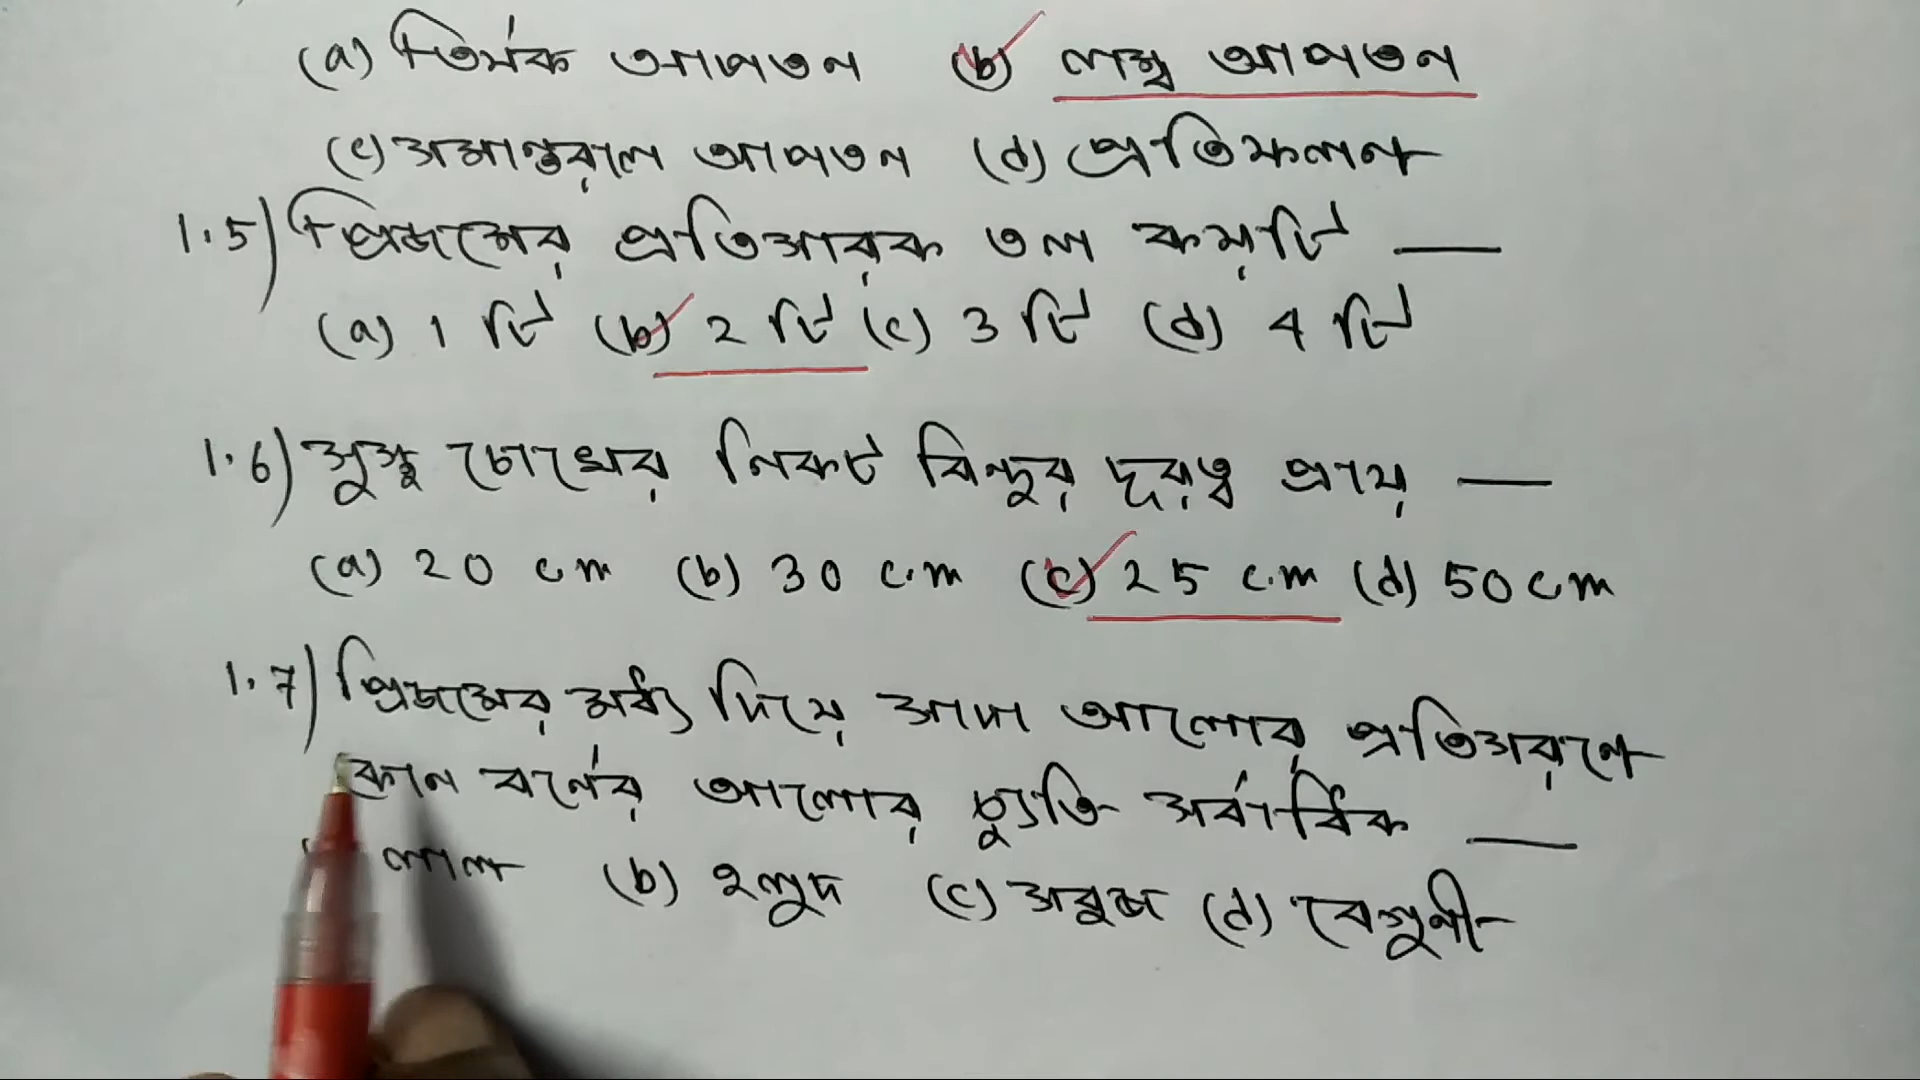 (a) তির্যক আপতন (b) লম্ব আপতন
(c) সমান্তরাল আপতন (d) প্রতিফলন
1.5) প্রিজমের প্রতিসারক তল কয়টি —
(a) 1 টি (b) 2 টি (c) 3 টি (d) 4 টি
1.6) সুস্থ চোখের নিকট বিন্দুর দূরত্ব প্রায় —
(a) 20 cm (b) 30 c.m (c) 25 c.m (d) 50 cm
1.7) প্রিজমের মধ্য দিয়ে সাদা আলোর প্রতিসরণে
কোন বর্ণের আলোর চ্যুতি সর্বাধিক —
লাল (b) হলুদ (c) সবুজ (d) বেগুনী